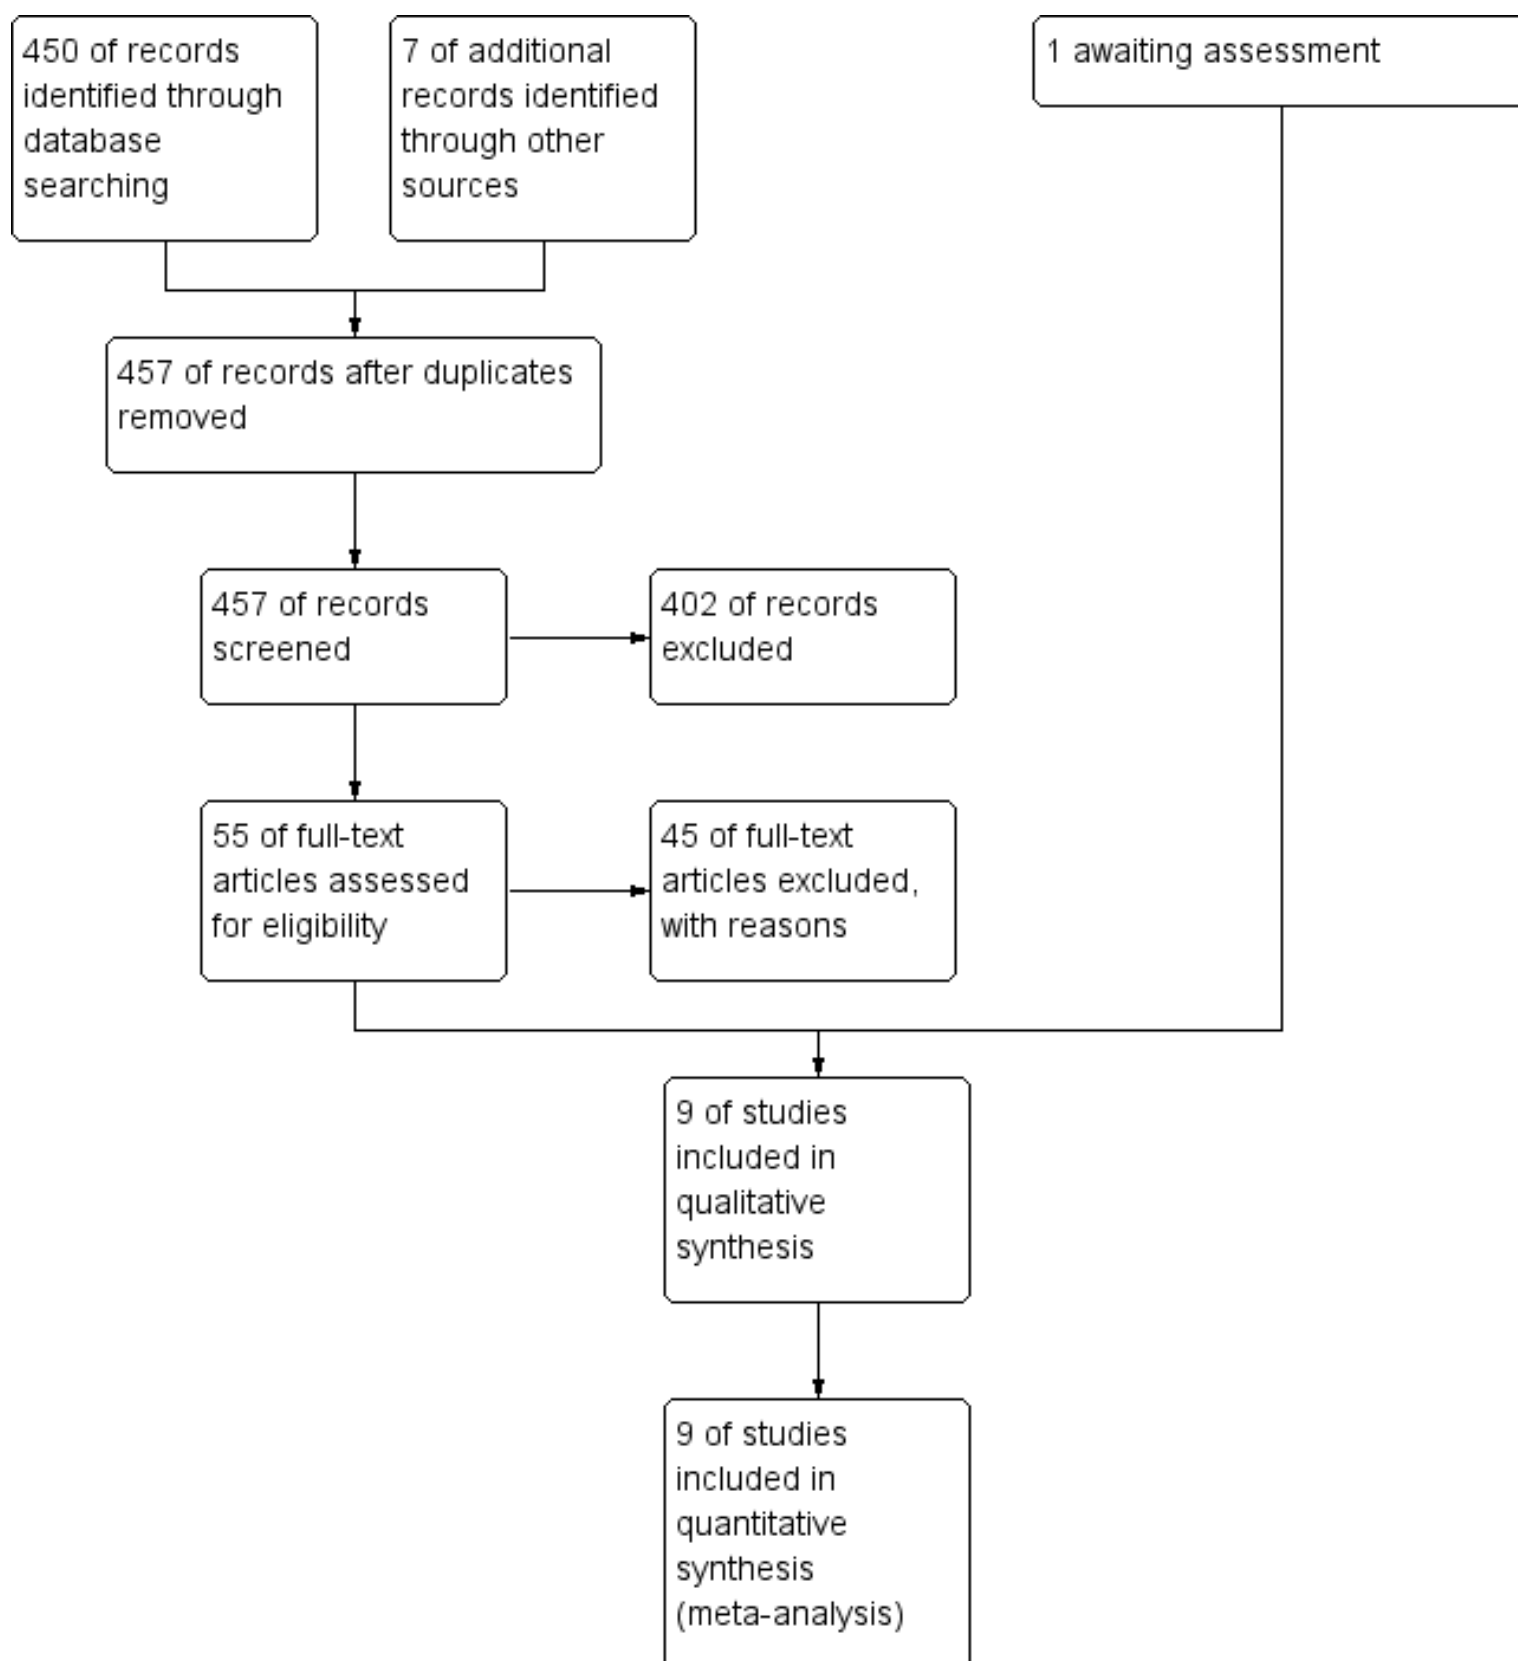 450 of records
identified through
database
searching
7 of additional
records identified
through other
sources
1 awaiting assessment
457 of records after duplicates
removed
457 of records
screened
402 of records
excluded
55 of full-text
articles assessed
for eligibility
45 of full-text
articles excluded,
with reasons
9 of studies
included in
qualitative
synthesis
9 of studies
included in
quantitative
synthesis
(meta-analysis)